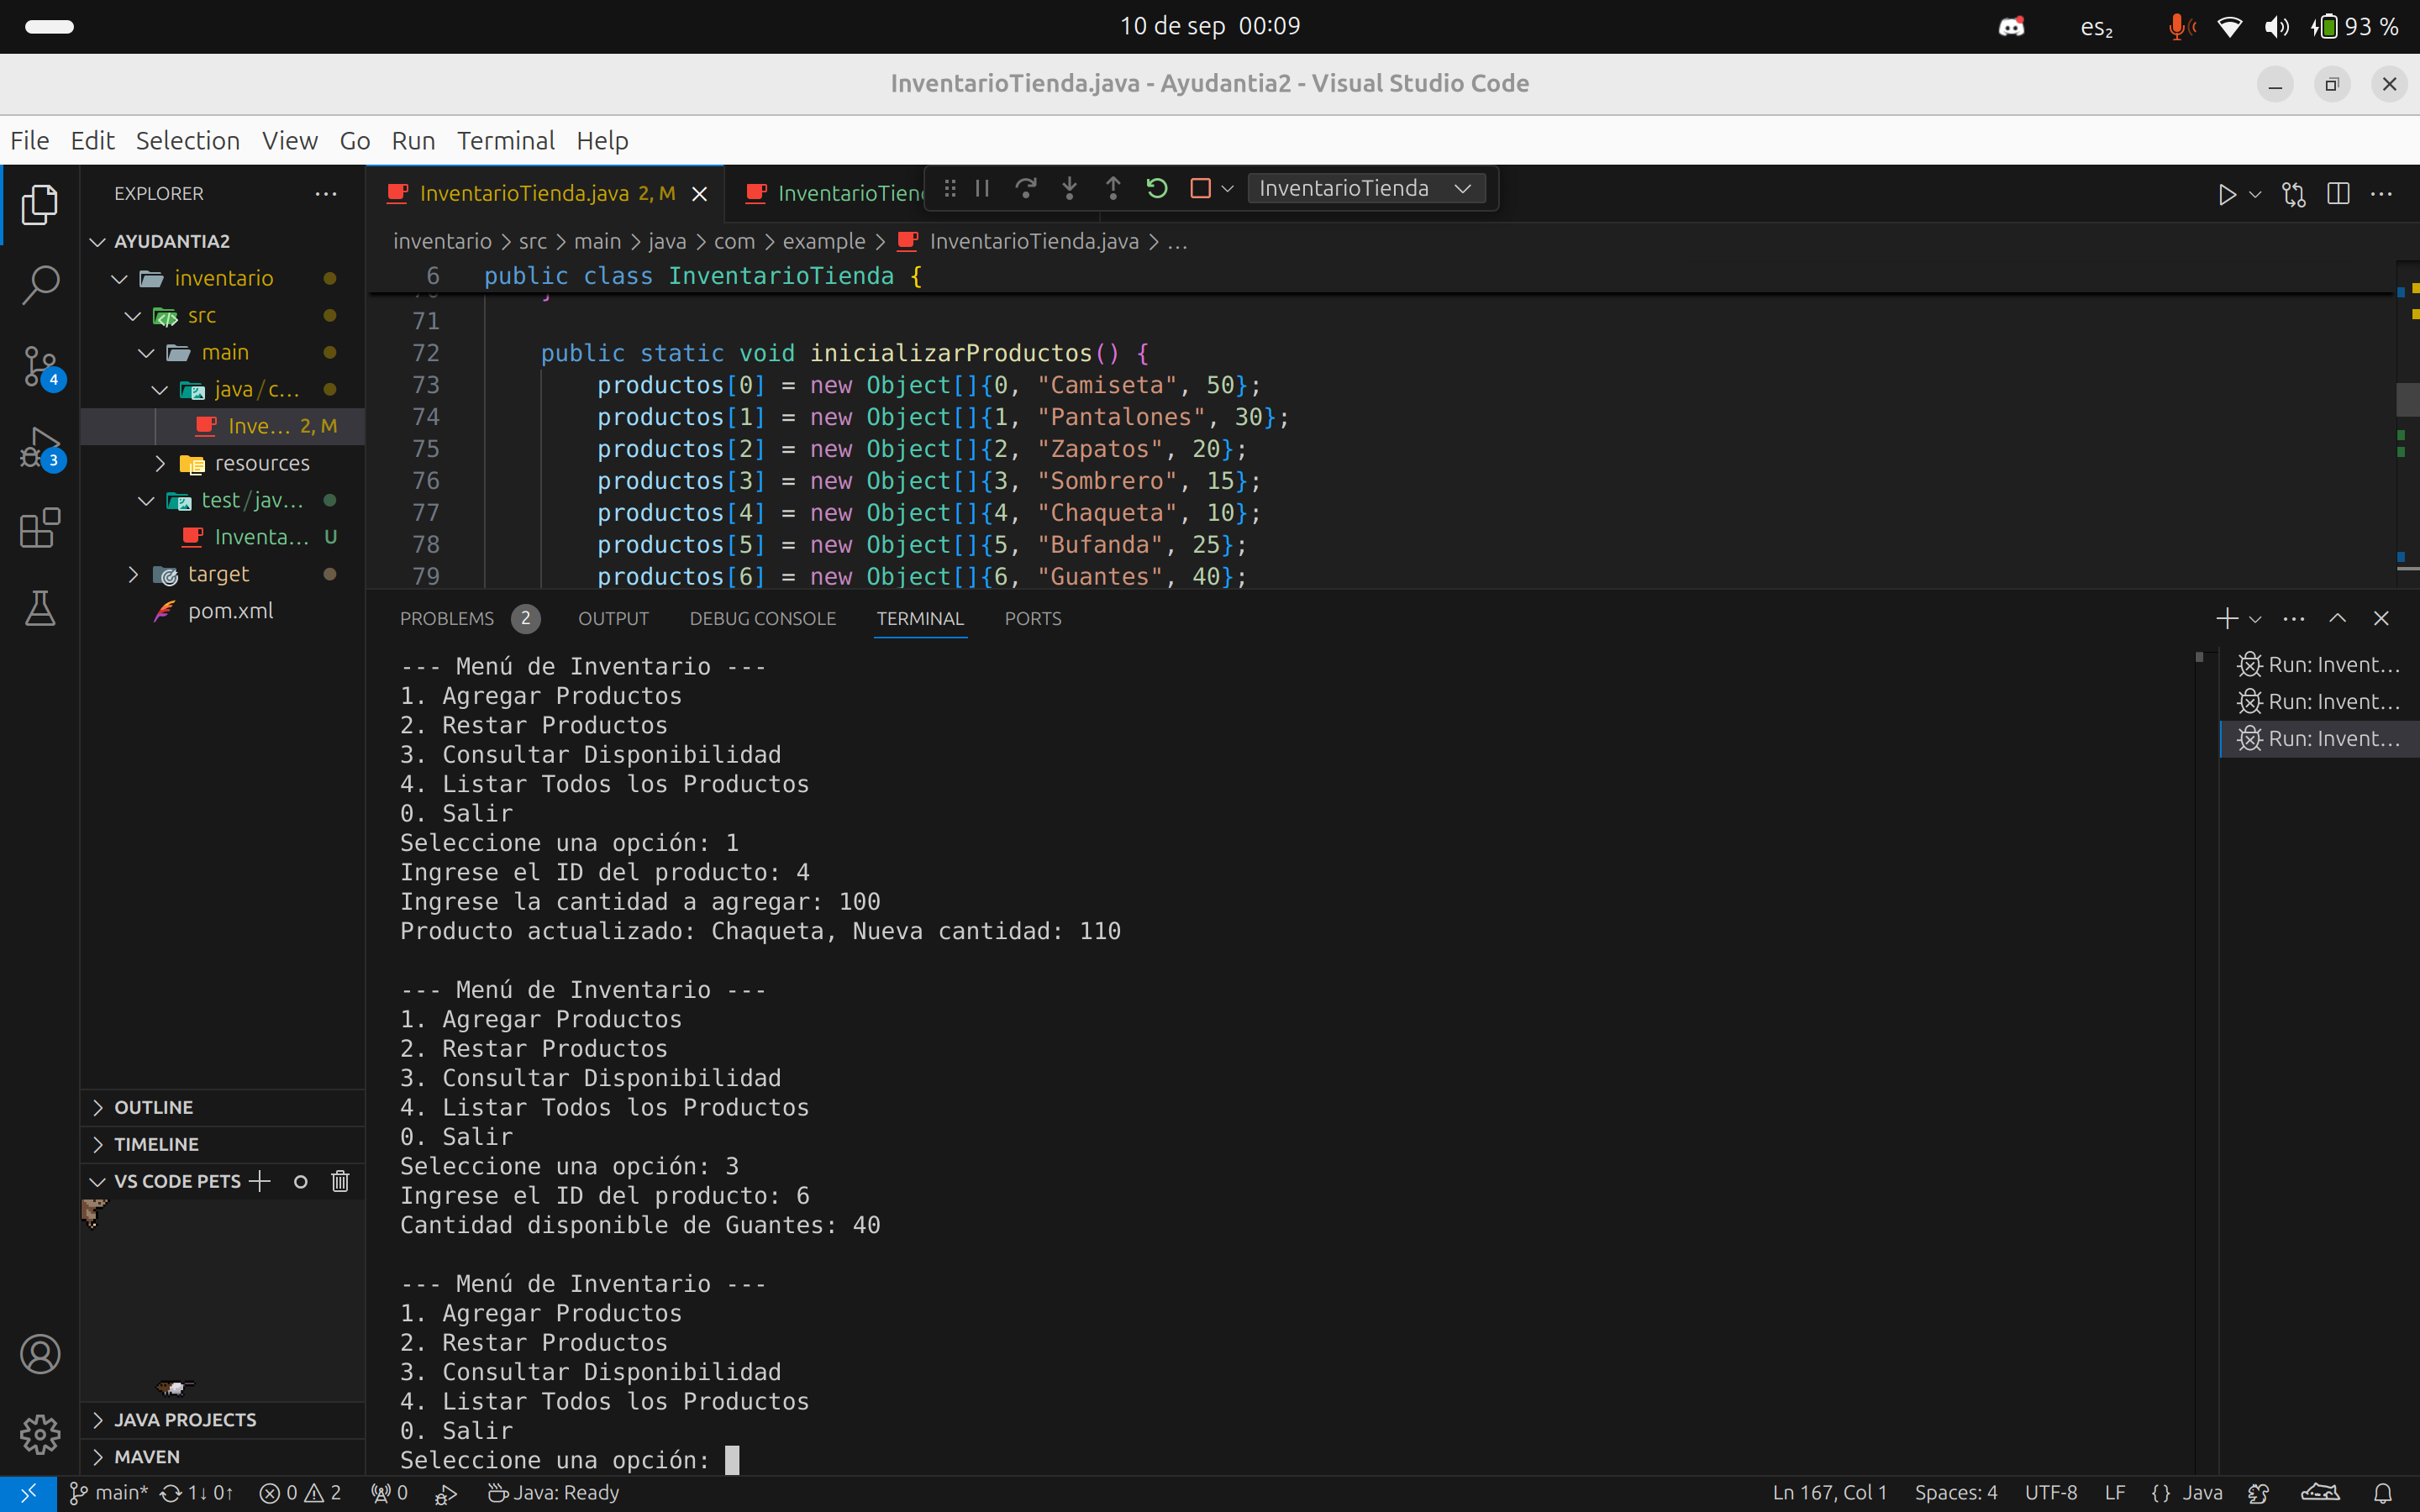 10 de sep 00:09
es₂
93 %
InventarioTienda.java - Ayudantia2 - Visual Studio Code
File Edit Selection View Go Run Terminal Help
EXPLORER
AYUDANTIA2
inventario
src
main
java/c...
Inve... 2, M
resources
test/jav...
Inventa... U
target
pom.xml
4
3
OUTLINE
TIMELINE
VS CODE PETS
JAVA PROJECTS
MAVEN
InventarioTienda.java 2, M
InventarioTien
InventarioTienda
inventario > src > main > java > com > example > InventarioTienda.java > ...
6 public class InventarioTienda {
71
72 public static void inicializarProductos() {
73 productos[0] = new Object[]{0, "Camiseta", 50};
74 productos[1] = new Object[]{1, "Pantalones", 30};
75 productos[2] = new Object[]{2, "Zapatos", 20};
76 productos[3] = new Object[]{3, "Sombrero", 15};
77 productos[4] = new Object[]{4, "Chaqueta", 10};
78 productos[5] = new Object[]{5, "Bufanda", 25};
79 productos[6] = new Object[]{6, "Guantes", 40};
PROBLEMS 2 OUTPUT DEBUG CONSOLE TERMINAL PORTS
--- Menú de Inventario ---
1. Agregar Productos
2. Restar Productos
3. Consultar Disponibilidad
4. Listar Todos los Productos
0. Salir
Seleccione una opción: 1
Ingrese el ID del producto: 4
Ingrese la cantidad a agregar: 100
Producto actualizado: Chaqueta, Nueva cantidad: 110
--- Menú de Inventario ---
1. Agregar Productos
2. Restar Productos
3. Consultar Disponibilidad
4. Listar Todos los Productos
0. Salir
Seleccione una opción: 3
Ingrese el ID del producto: 6
Cantidad disponible de Guantes: 40
--- Menú de Inventario ---
1. Agregar Productos
2. Restar Productos
3. Consultar Disponibilidad
4. Listar Todos los Productos
0. Salir
Seleccione una opción:
Run: Invent...
Run: Invent...
Run: Invent...
main* 1↓ 0↑ 0 2 0 Java: Ready
Ln 167, Col 1 Spaces: 4 UTF-8 LF {} Java